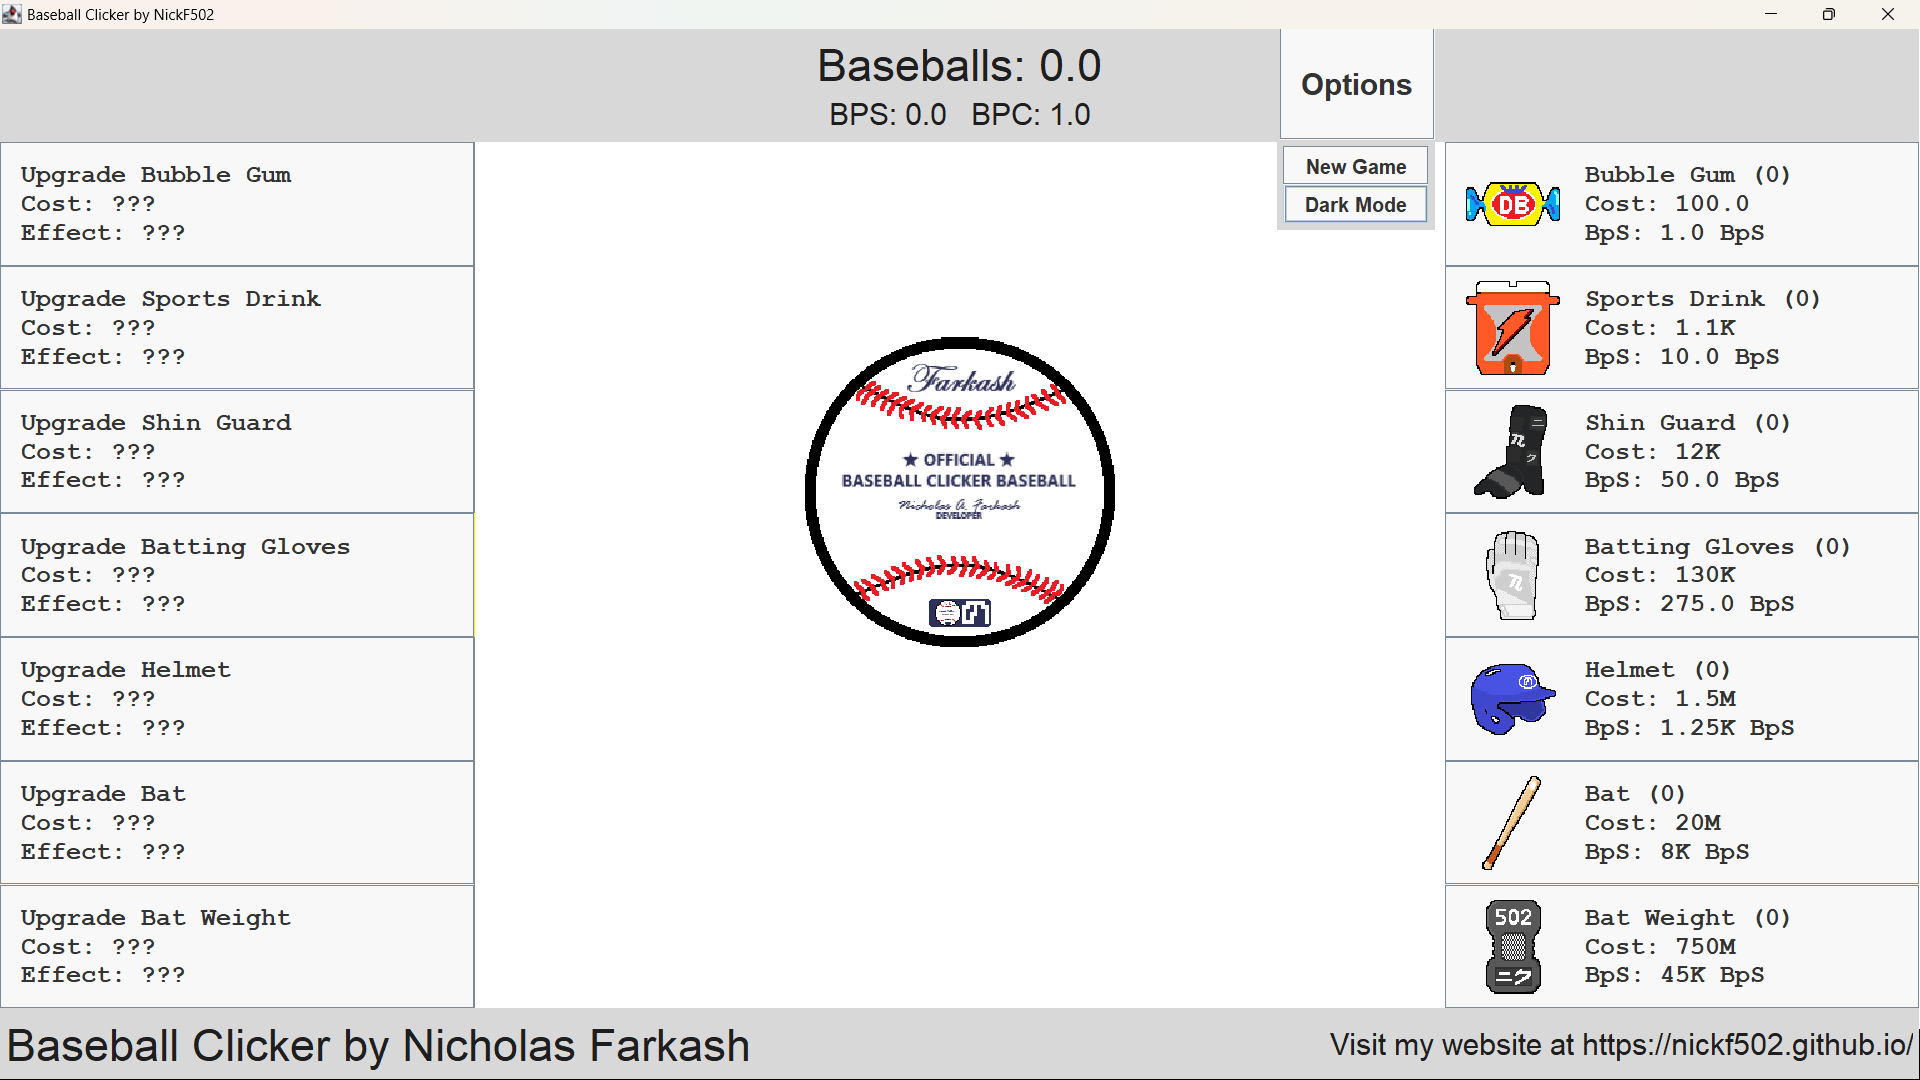 Baseball Clicker by NickF502
Baseballs: 0.0
BPS: 0.0 BPC: 1.0
Options
New Game
Dark Mode
Upgrade Bubble Gum
Cost: ???
Effect: ???
Upgrade Sports Drink
Cost: ???
Effect: ???
Upgrade Shin Guard
Cost: ???
Effect: ???
Upgrade Batting Gloves
Cost: ???
Effect: ???
Upgrade Helmet
Cost: ???
Effect: ???
Upgrade Bat
Cost: ???
Effect: ???
Upgrade Bat Weight
Cost: ???
Effect: ???
Farkash
★ OFFICIAL ★
BASEBALL CLICKER BASEBALL
Nicholas A. Farkash
DEVELOPER
DB
Bubble Gum (0)
Cost: 100.0
BpS: 1.0 BpS
Sports Drink (0)
Cost: 1.1K
BpS: 10.0 BpS
Shin Guard (0)
Cost: 12K
BpS: 50.0 BpS
Batting Gloves (0)
Cost: 130K
BpS: 275.0 BpS
Helmet (0)
Cost: 1.5M
BpS: 1.25K BpS
Bat (0)
Cost: 20M
BpS: 8K BpS
502
ニク
Bat Weight (0)
Cost: 750M
BpS: 45K BpS
Baseball Clicker by Nicholas Farkash
Visit my website at https://nickf502.github.io/